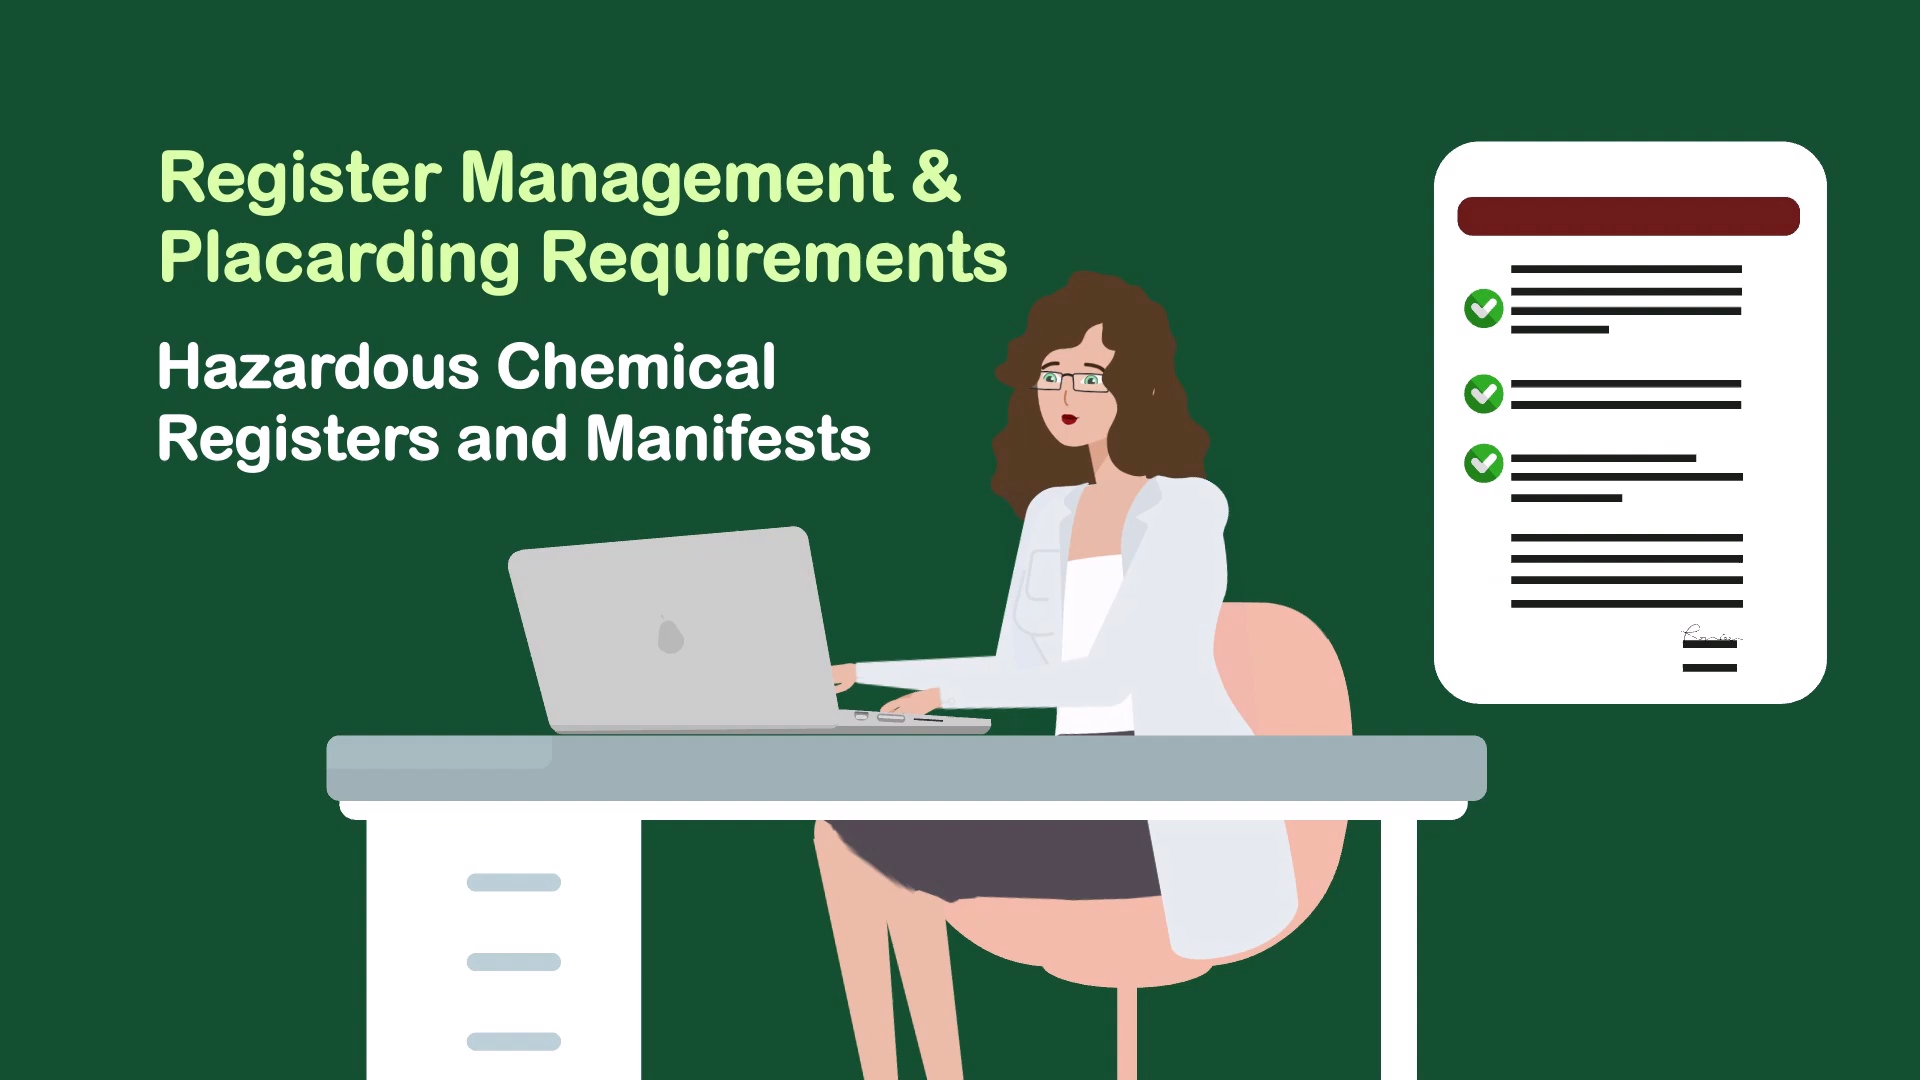 Register Management &
Placarding Requirements
Hazardous Chemical
Registers and Manifests